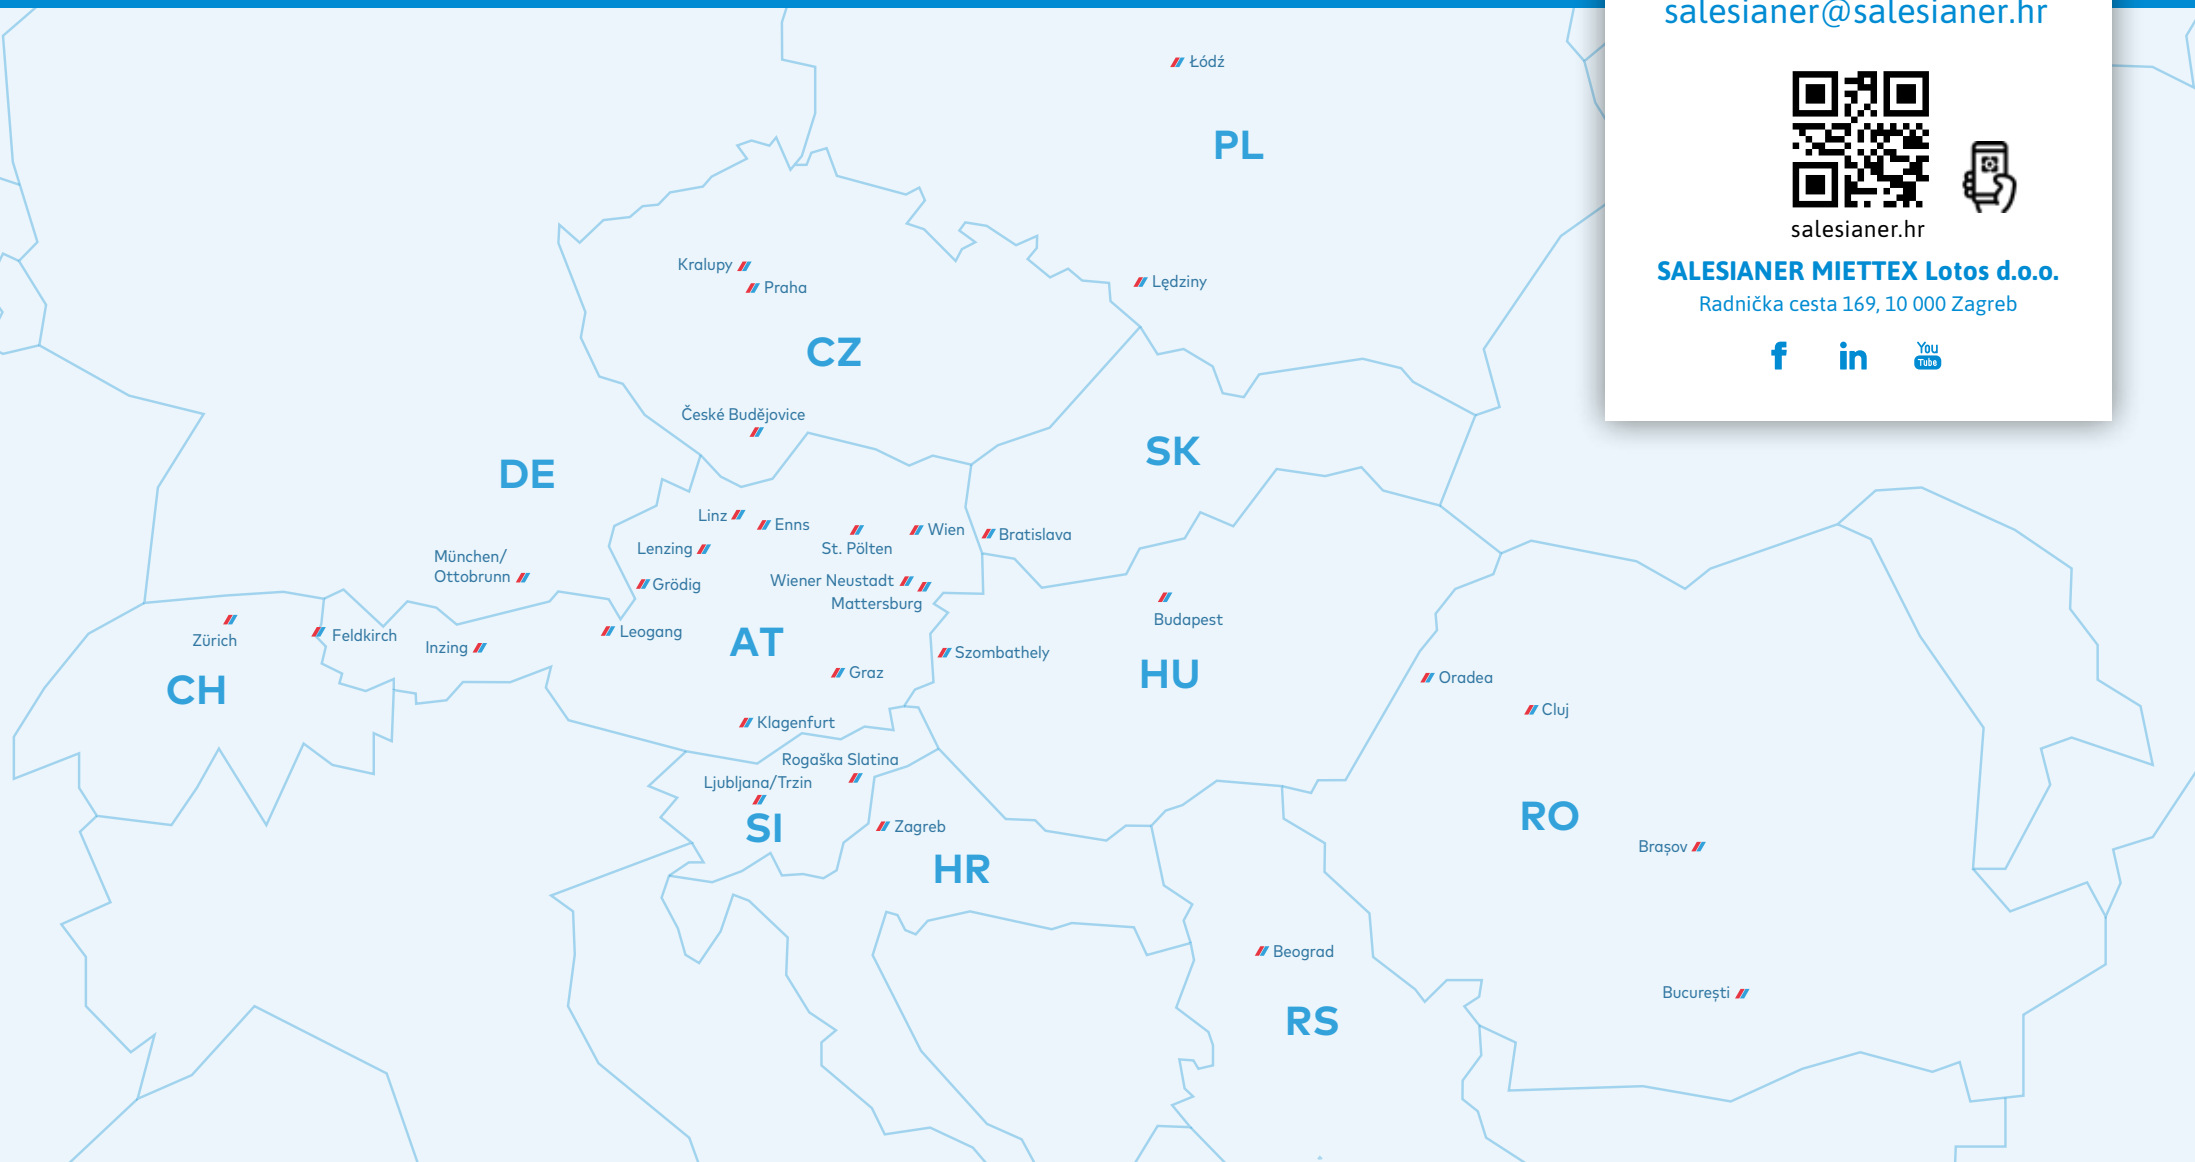 salesianer@salesianer.hr
salesianer.hr
SALESIANER MIETTEX Lotos d.o.o.
Radnička cesta 169, 10 000 Zagreb
f
in
You
Tube
Łódź
PL
Kralupy
Praha
Lędziny
CZ
České Budějovice
SK
DE
Linz
Enns
St. Pölten
Wien
Bratislava
Lenzing
München/
Ottobrunn
Grödig
Wiener Neustadt
Mattersburg
Budapest
Zürich
Feldkirch
Inzing
Leogang
AT
Szombathely
HU
Graz
CH
Oradea
Cluj
Klagenfurt
Rogaška Slatina
Ljubljana/Trzin
SI
Zagreb
HR
RO
Brașov
Beograd
București
RS